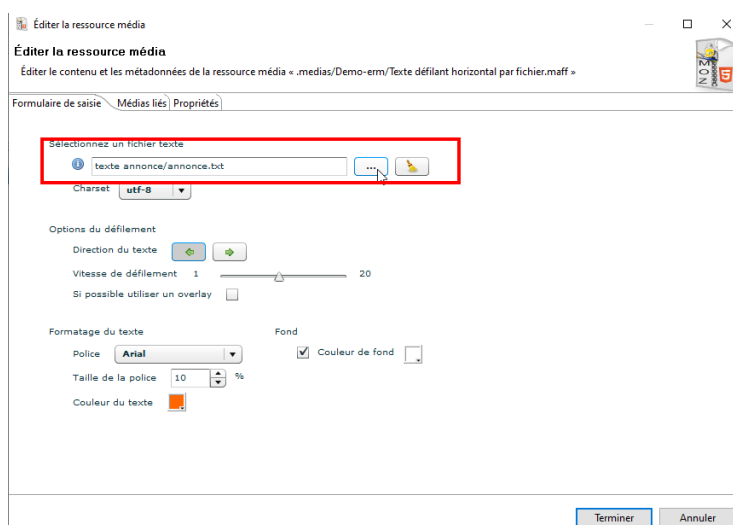 Éditer la ressource média
Éditer la ressource média
Éditer le contenu et les métadonnées de la ressource média « .medias/Demo-erm/Texte défilant horizontal par fichier.maff »
Formulaire de saisie Médias liés Propriétés
Sélectionnez un fichier texte
texte annonce/annonce.txt ...
Charset utf-8
Options du défilement
Direction du texte
Vitesse de défilement 1 20
Si possible utiliser un overlay
Formatage du texte Fond
Police Arial Couleur de fond
Taille de la police 10 %
Couleur du texte
Terminer Annuler